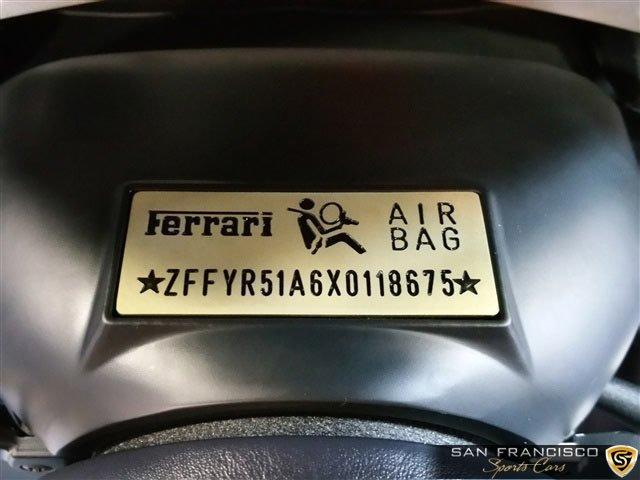 Ferrari
AIR
BAG
★ZFFYR51A6X0118675★
SAN FRANCISCO
Sports Cars